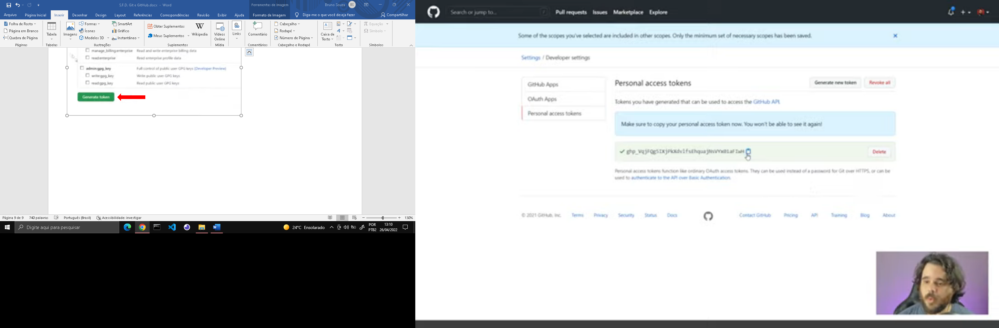 S.F.D. Git e GitHub.docx - Word
Ferramentas de Imagem
Bruno Souza
BS
Arquivo Página Inicial Inserir Desenhar Design Layout Referências Correspondências Revisão Exibir Ajuda Formato de Imagem Diga-me o que você deseja fazer Compartilhar
Folha de Rosto
Página em Branco
Quebra de Página
Páginas
Tabela
Tabelas
Imagens
Formas
Ícones
Modelos 3D
SmartArt
Gráfico
Instantâneo
Ilustrações
Obter Suplementos
Meus Suplementos
Wikipedia
Suplementos
Vídeos
Online
Mídia
Links
Comentário
Comentários
Cabeçalho
Rodapé
Número de Página
Cabeçalho e Rodapé
Caixa de
Texto
Texto
Equação
Símbolo
Símbolos
manage_billing:enterprise Read and write enterprise billing data
read:enterprise Read enterprise profile data
admin:gpg_key Full control of public user GPG keys (Developer Preview)
write:gpg_key Write public user GPG keys
read:gpg_key Read public user GPG keys
Generate token
Página 9 de 9 740 palavras Português (Brasil) Acessibilidade: investigar 130%
Digite aqui para pesquisar
24°C Ensolarado
POR
PTB2
13:10
26/04/2022
Search or jump to...
Pull requests Issues Marketplace Explore
Some of the scopes you've selected are included in other scopes. Only the minimum set of necessary scopes has been saved.
Settings / Developer settings
GitHub Apps
OAuth Apps
Personal access tokens
Personal access tokens
Generate new token
Revoke all
Tokens you have generated that can be used to access the GitHub API.
Make sure to copy your personal access token now. You won't be able to see it again!
Delete
Personal access tokens function like ordinary OAuth access tokens. They can be used instead of a password for Git over HTTPS, or can be
used to authenticate to the API over Basic Authentication.
© 2021 GitHub, Inc. Terms Privacy Security Status Docs Contact GitHub Pricing API Training Blog About